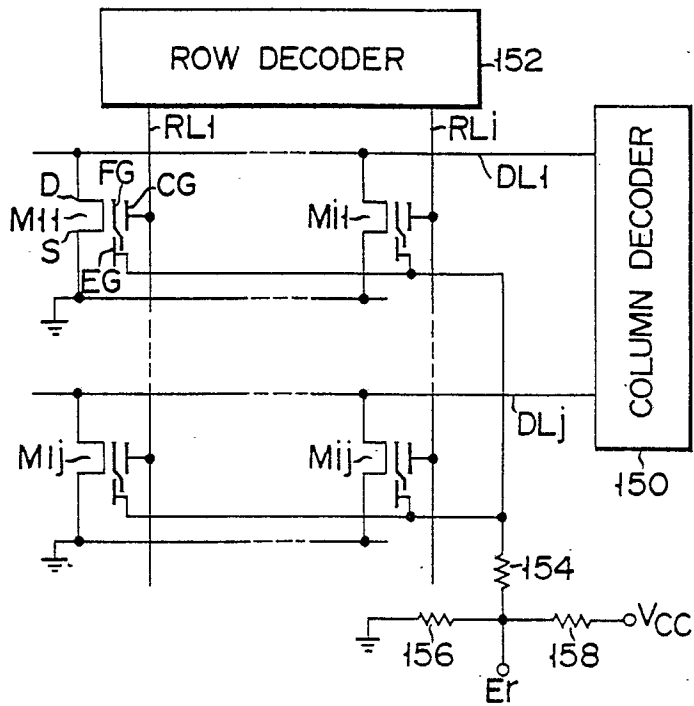 ROW DECODER
152
RL1
RLi
D
FG
CG
DL1
M11
Mi1
S
EG
COLUMN DECODER
DLj
M1j
Mij
150
154
VCC
156
158
Er